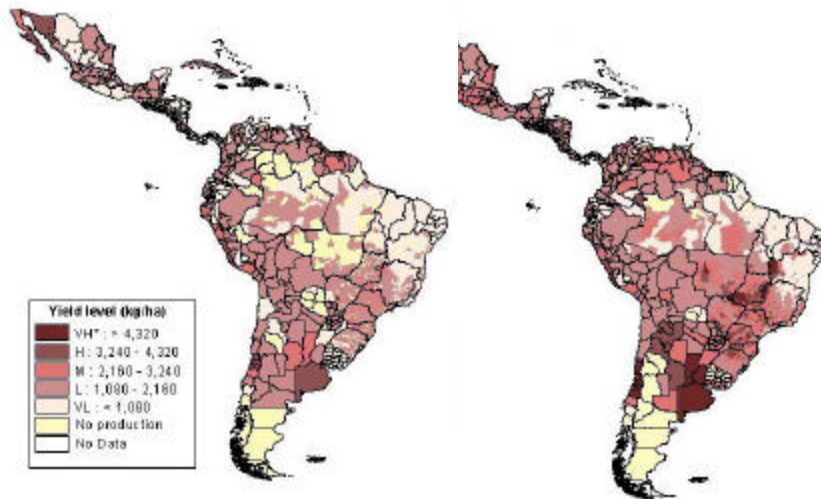 Yield level (kg/ha)
VH* : > 4,320
H : 3,240 - 4,320
M : 2,160 - 3,240
L : 1,080 - 2,160
VL : < 1,080
No production
No Data